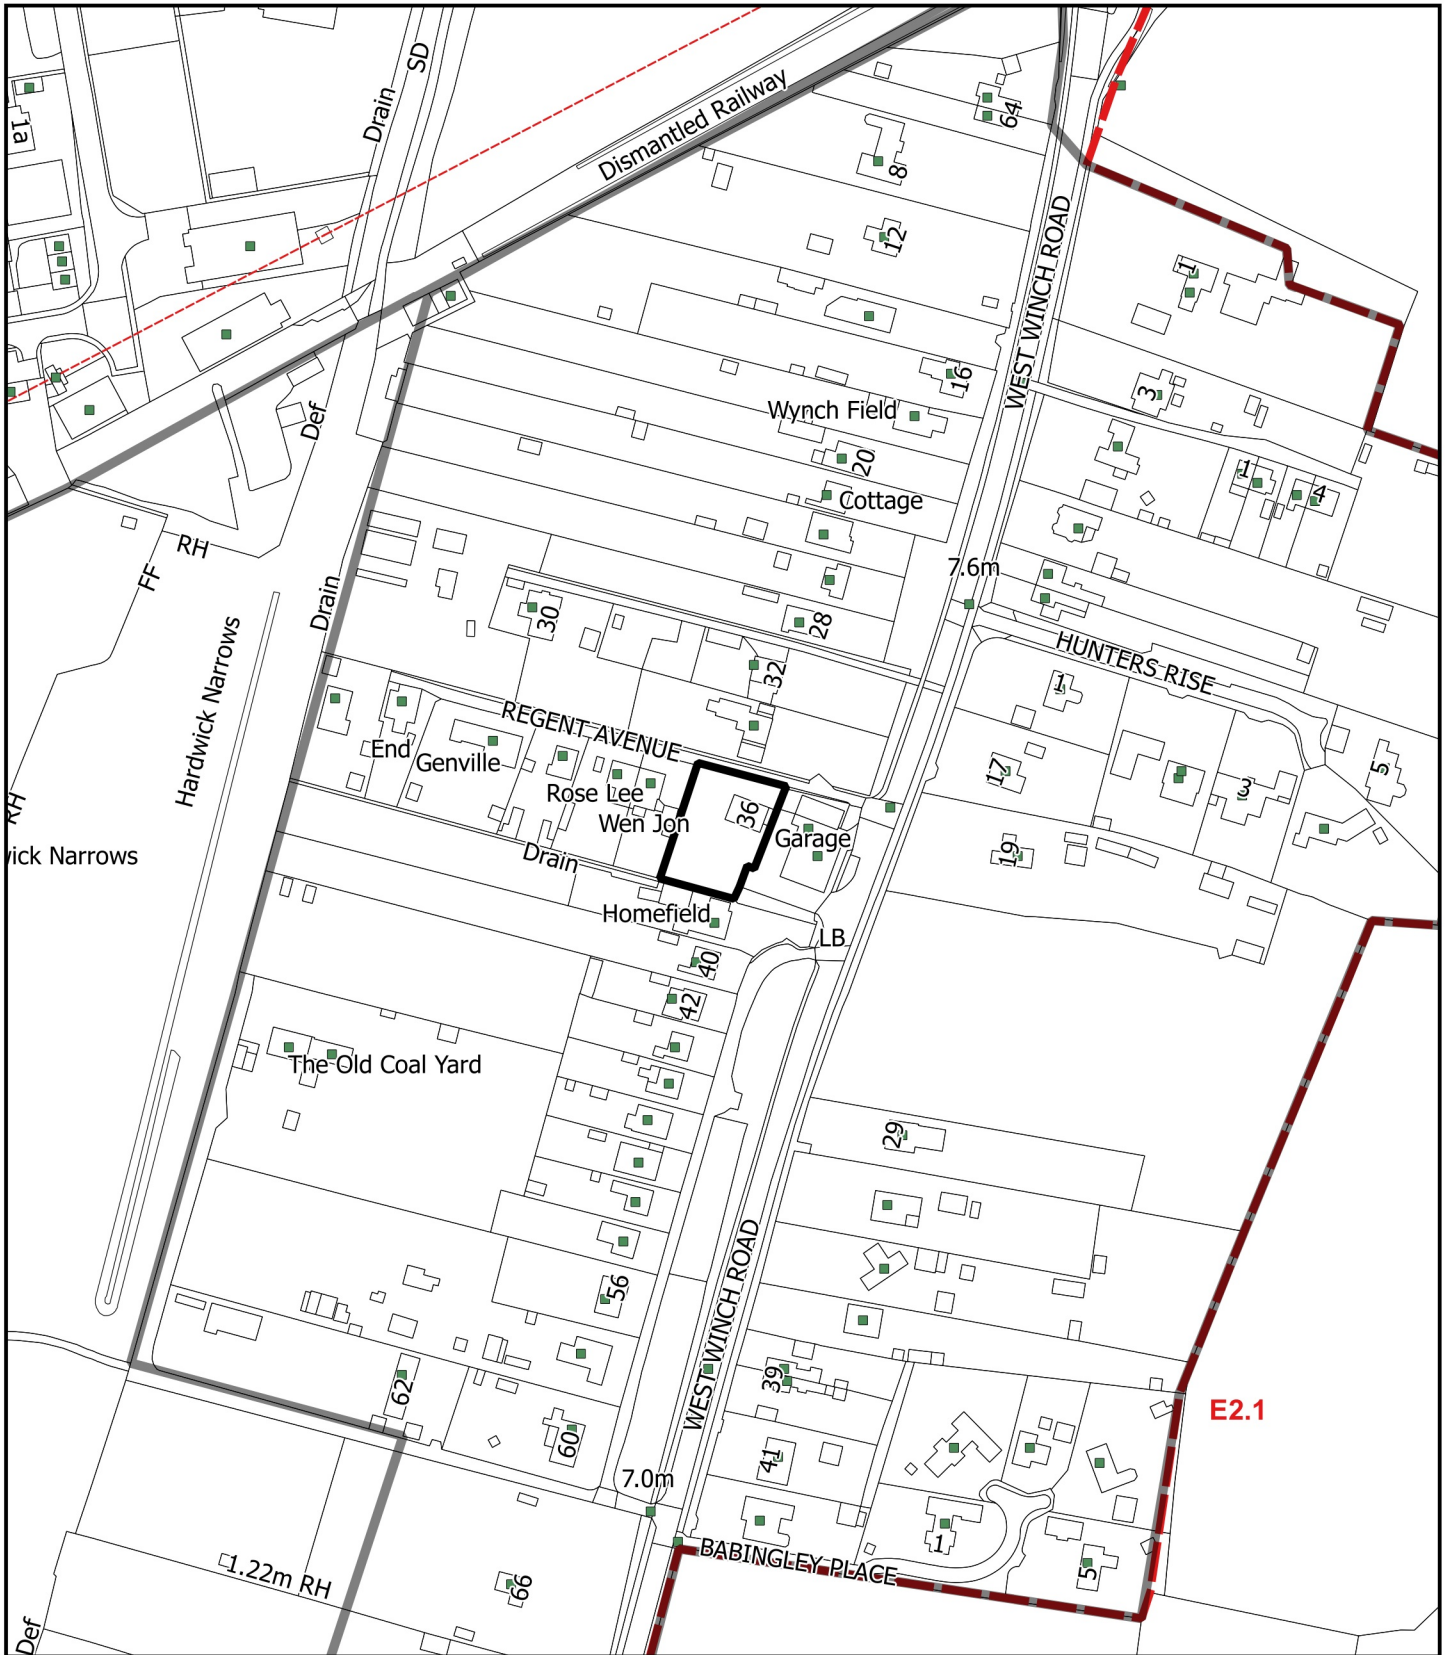 SD
Drain
1a
Dismantled Railway
64
8
12
WEST WINCH ROAD
1
16
3
Wynch Field
Def
20
1
4
Cottage
RH
7.6m
FF
Drain
30
28
HUNTERS RISE
Hardwick Narrows
32
1
REGENT AVENUE
End
Genville
17
5
3
Rose Lee
36
RH
Wen Jon
Garage
19
wick Narrows
Drain
Homefield
LB
40
42
The Old Coal Yard
29
WEST WINCH ROAD
56
39
62
E2.1
60
41
7.0m
1
BABINGLEY PLACE
5
1.22m RH
66
Def